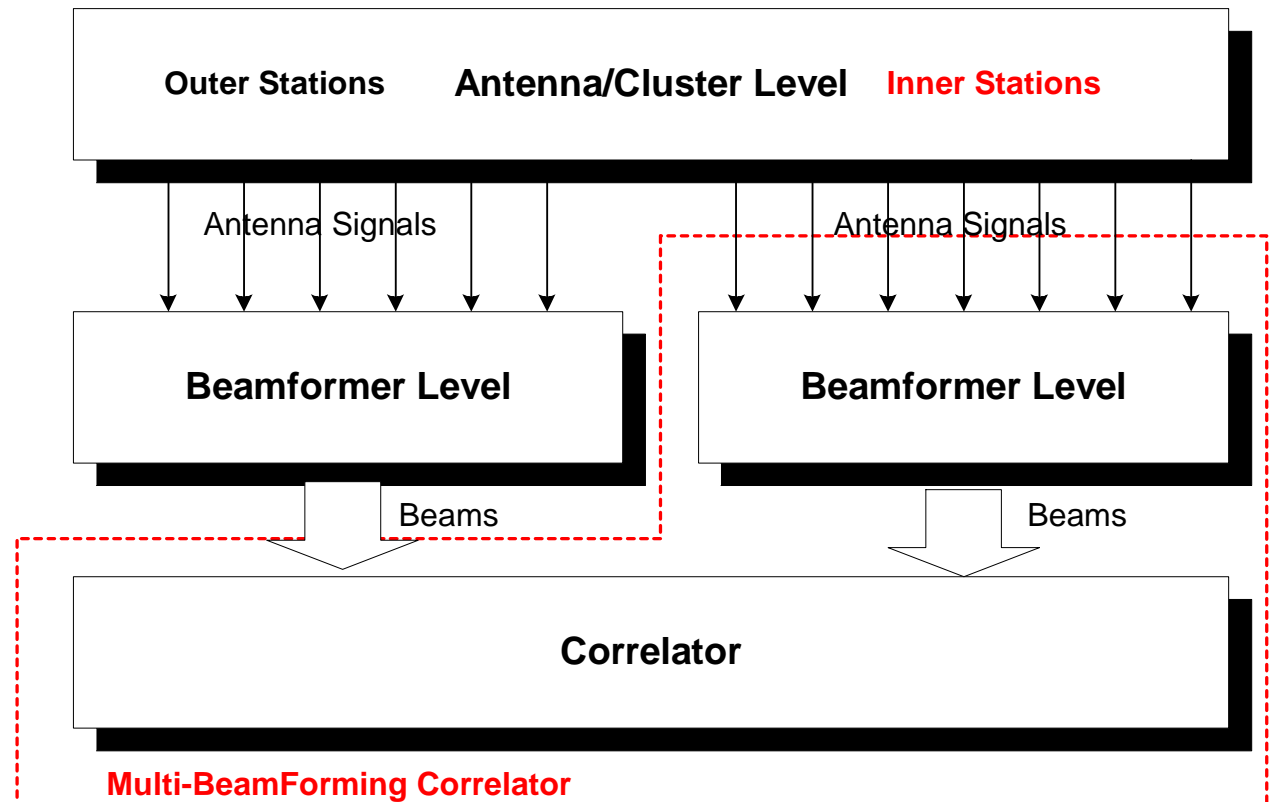 Outer Stations Antenna/Cluster Level Inner Stations
Antenna Signals Antenna Signals
Beamformer Level Beamformer Level
Beams Beams
Correlator
Multi-BeamForming Correlator